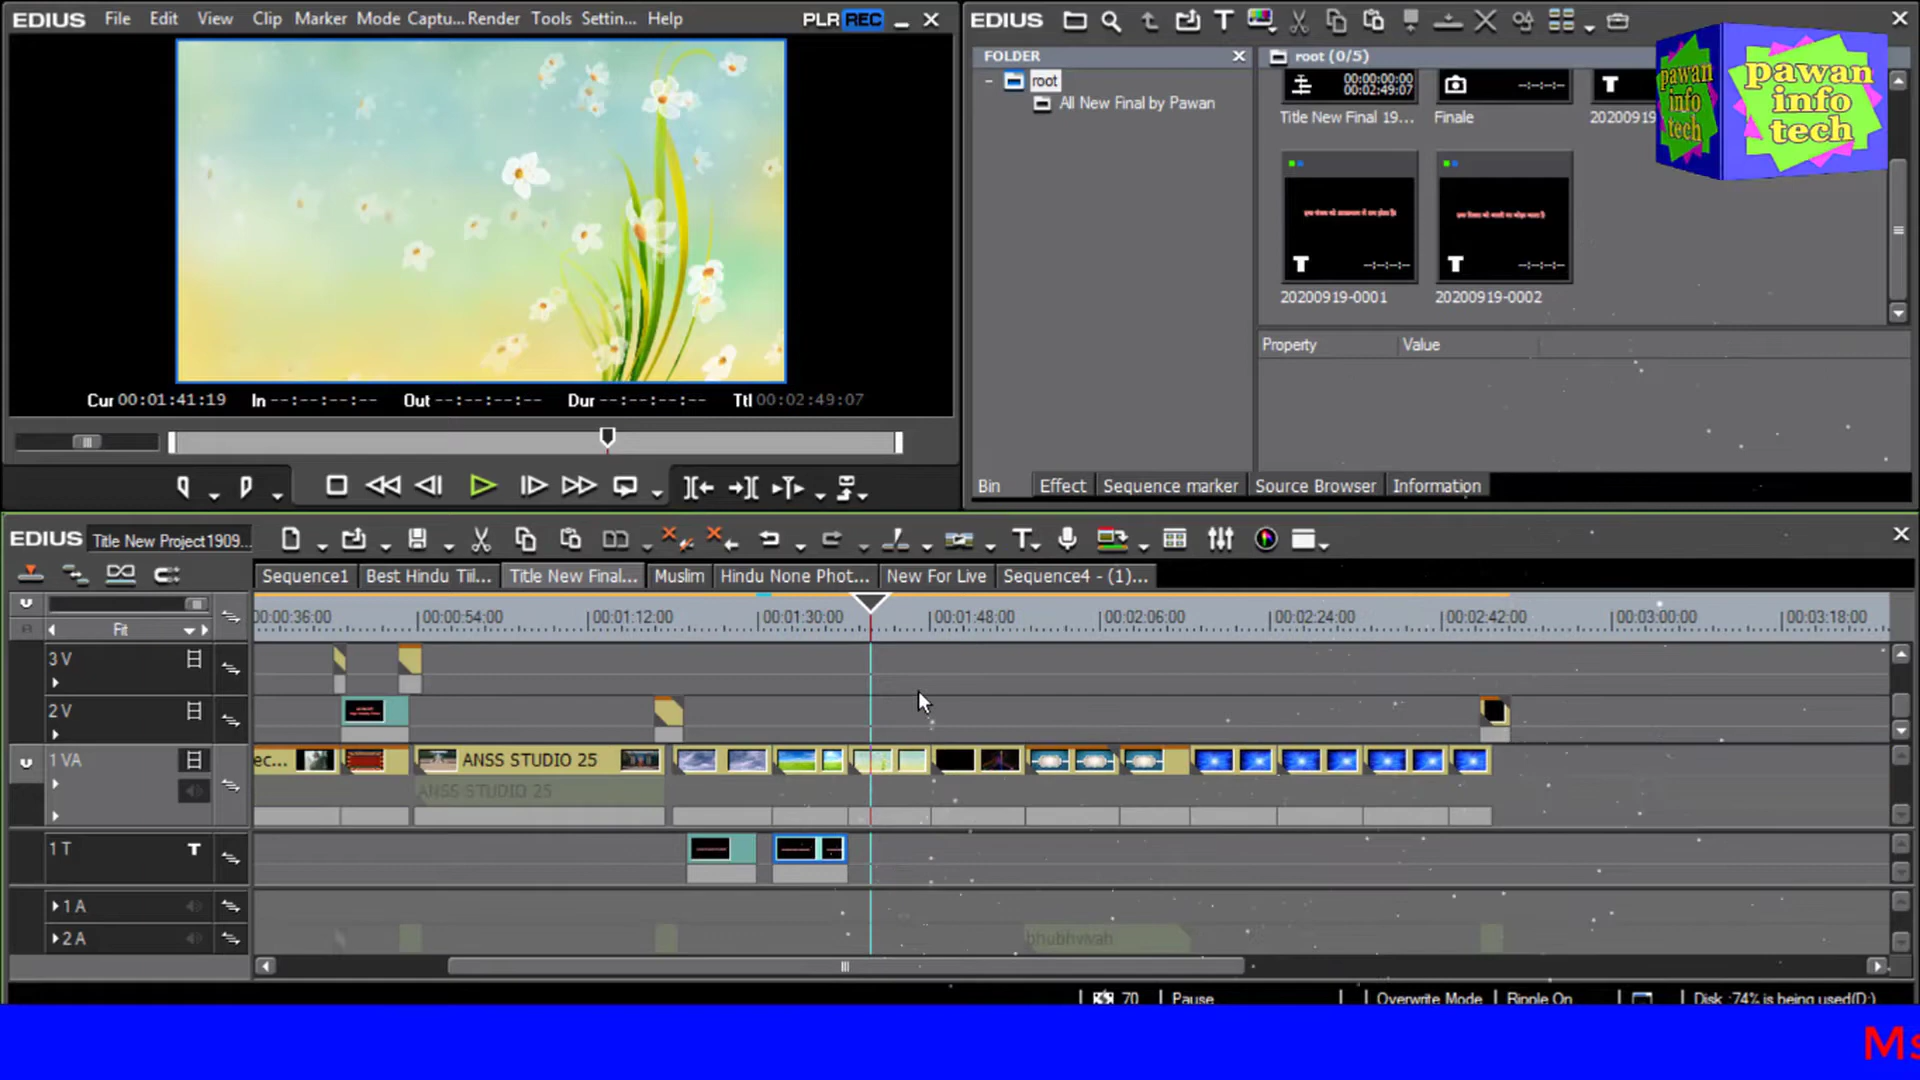 EDIUS File Edit View Clip Marker Mode Captu... Render Tools Settin... Help PLR REC
EDIUS
FOLDER
root
All New Final by Pawan
root (0/5)
00:00:00:00
00:02:49:07
--:--:--:--
T
Title New Final 19... Finale 20200919
T --:--:--:-- T --:--:--:--
20200919-0001 20200919-0002
pawan info tech
pawan info tech
Property Value
Cur 00:01:41:19 In --:--:--:-- Out --:--:--:-- Dur --:--:--:-- Ttl 00:02:49:07
Bin Effect Sequence marker Source Browser Information
EDIUS Title New Project1909...
Sequence1 Best Hindu Tiil... Title New Final... Muslim Hindu None Phot... New For Live Sequence4 - (1)...
00:00:36:00 00:00:54:00 00:01:12:00 00:01:30:00 00:01:48:00 00:02:06:00 00:02:24:00 00:02:42:00 00:03:00:00 00:03:18:00
Fit
3 V
2 V
1 VA ec... ANSS STUDIO 25
ANSS STUDIO 25
1 T T
1 A
2 A bhubhvivah
70 Pause Overwrite Mode Ripple On Disk :74% is being used(D:)
Ms